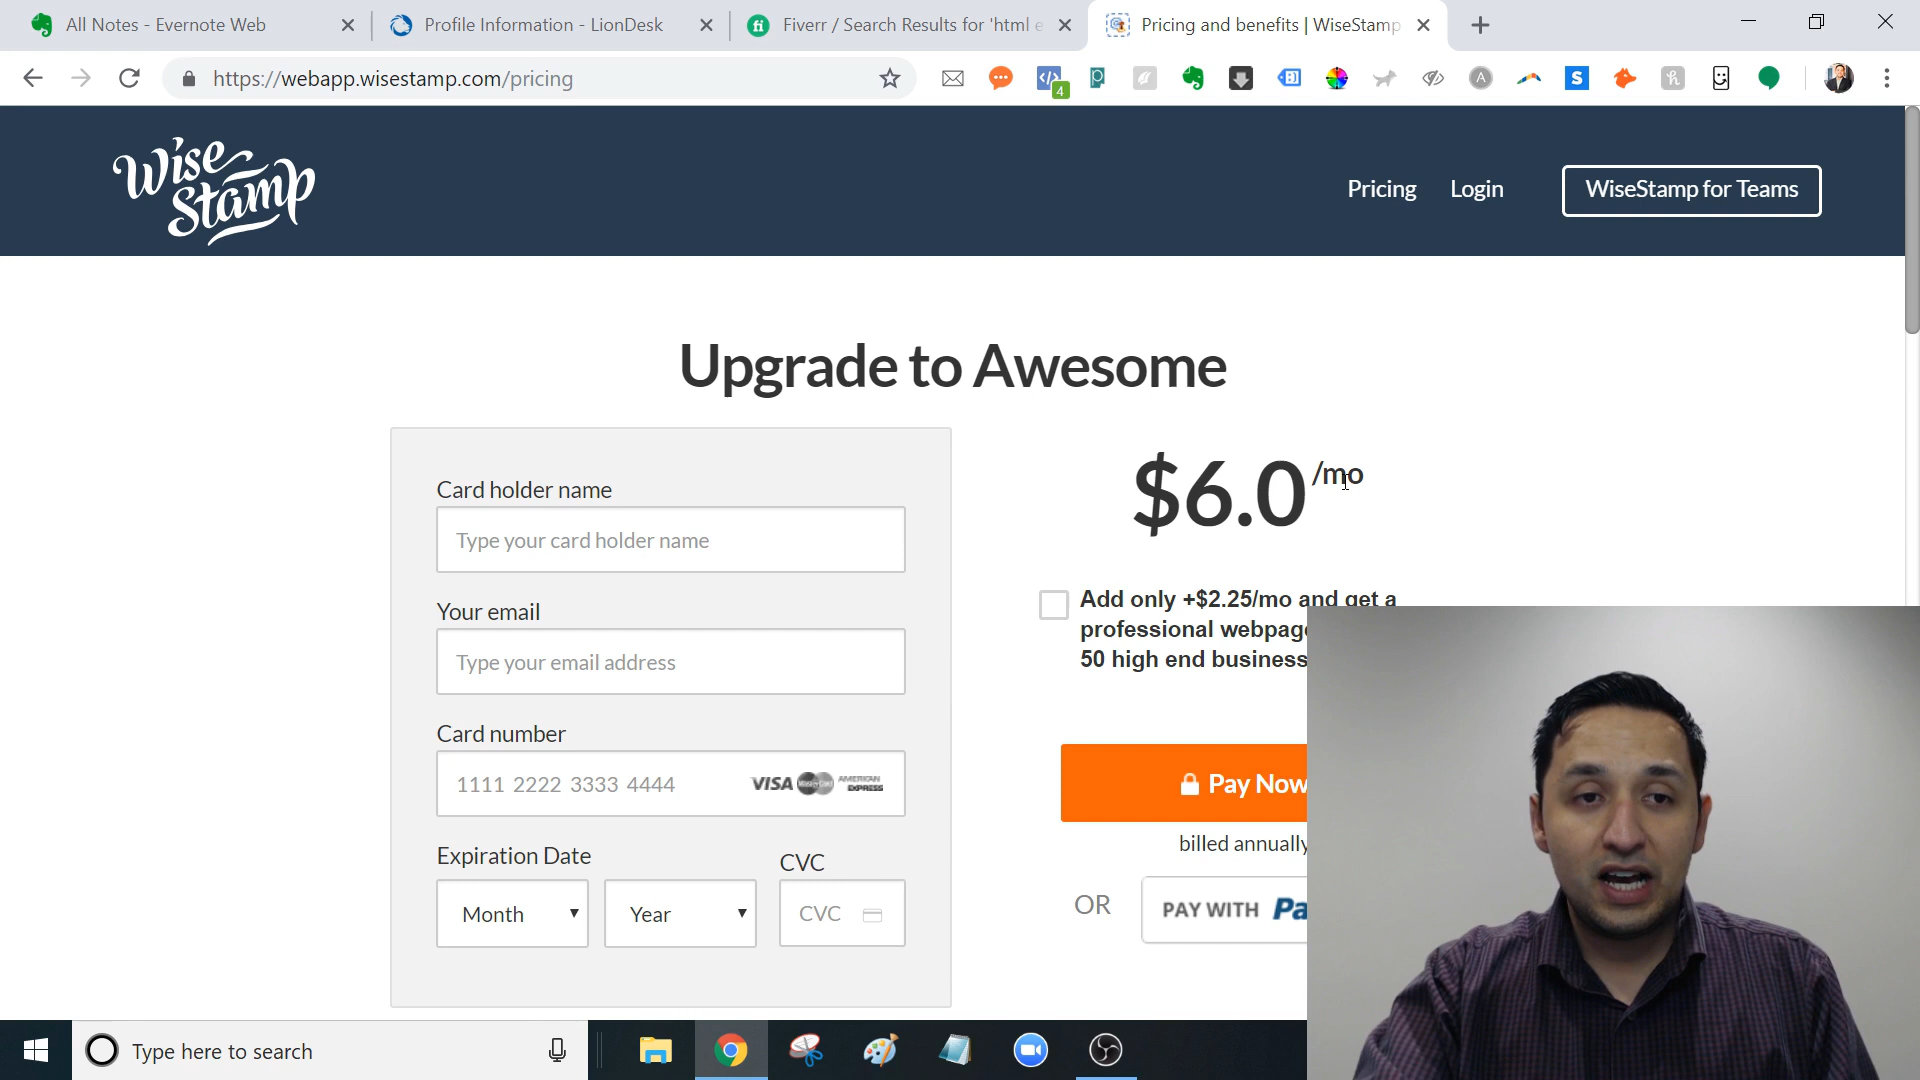 All Notes - Evernote Web
Profile Information - LionDesk
Fiverr / Search Results for 'html e
Pricing and benefits | WiseStamp
https://webapp.wisestamp.com/pricing
4
Wise
Stamp
Pricing
Login
WiseStamp for Teams
Upgrade to Awesome
Card holder name
Type your card holder name
Your email
Type your email address
Card number
1111 2222 3333 4444
VISA
AMERICAN
EXPRESS
Expiration Date
CVC
Month
Year
CVC
$6.0 /mo
Add only +$2.25/mo and get a
professional webpage
50 high end business
Pay Now
billed annually
OR
PAY WITH Pa
Type here to search